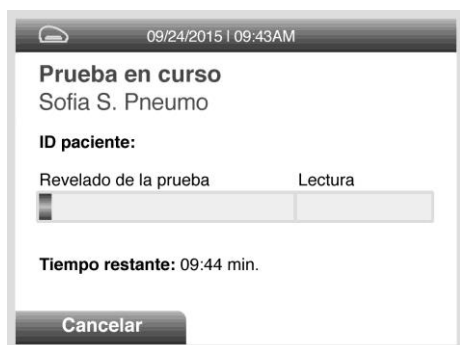 09/24/2015 | 09:43AM
Prueba en curso
Sofia S. Pneumo
ID paciente:
Revelado de la prueba Lectura
Tiempo restante: 09:44 min.
Cancelar